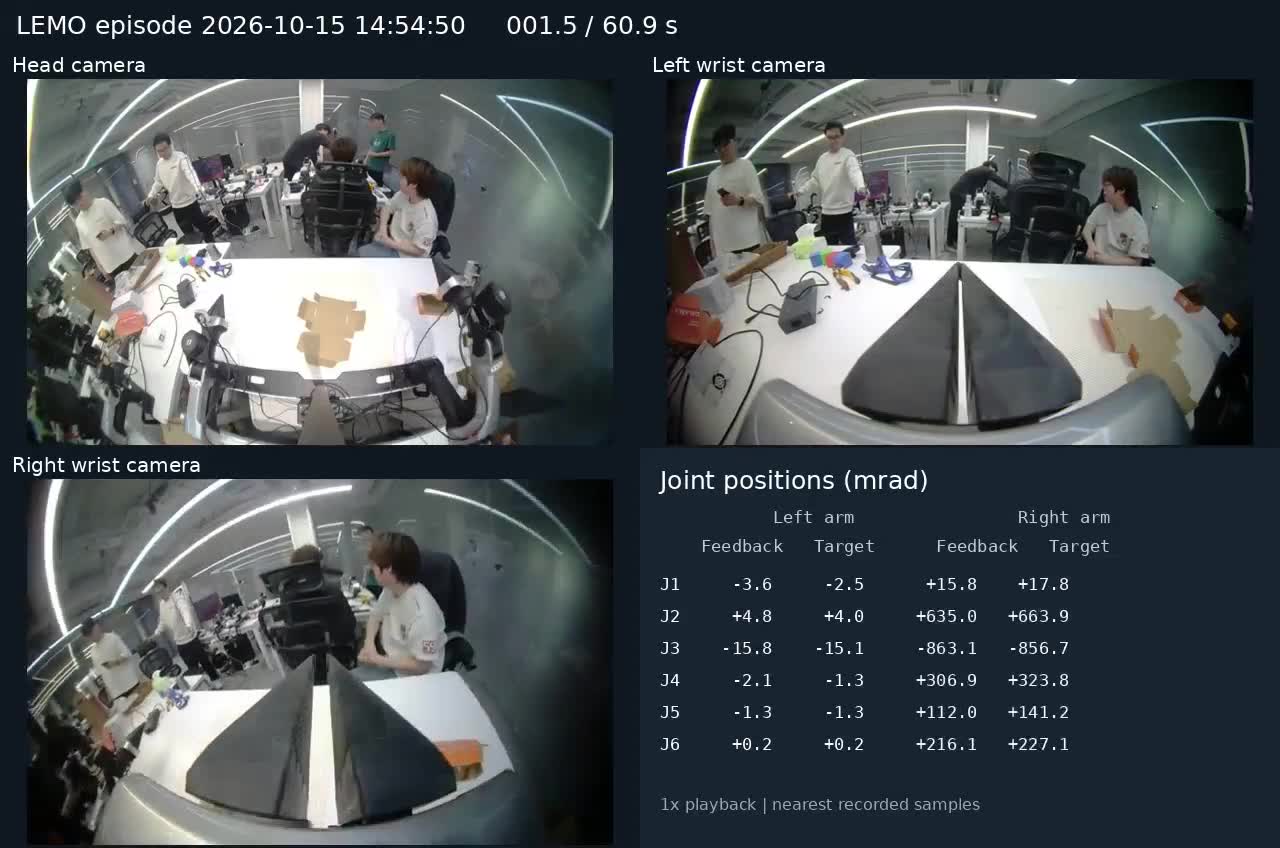 LEMO episode 2026-10-15 14:54:50 001.5 / 60.9 s
Head camera
Left wrist camera
Right wrist camera
Joint positions (mrad)
Left arm Right arm
Feedback Target Feedback Target
J1 -3.6 -2.5 +15.8 +17.8
J2 +4.8 +4.0 +635.0 +663.9
J3 -15.8 -15.1 -863.1 -856.7
J4 -2.1 -1.3 +306.9 +323.8
J5 -1.3 -1.3 +112.0 +141.2
J6 +0.2 +0.2 +216.1 +227.1
1x playback | nearest recorded samples